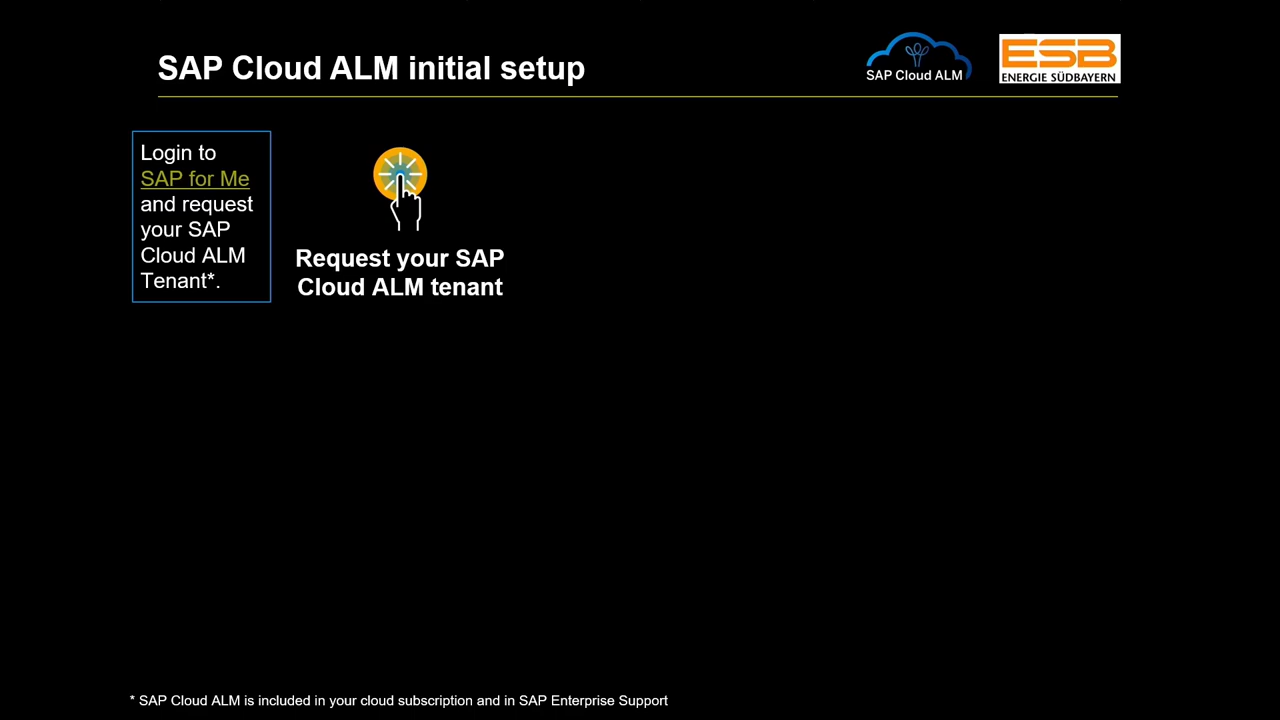 SAP Cloud ALM initial setup
SAP Cloud ALM
ESB
ENERGIE SÜDBAYERN
Login to
SAP for Me
and request
your SAP
Cloud ALM
Tenant*.
Request your SAP
Cloud ALM tenant
* SAP Cloud ALM is included in your cloud subscription and in SAP Enterprise Support